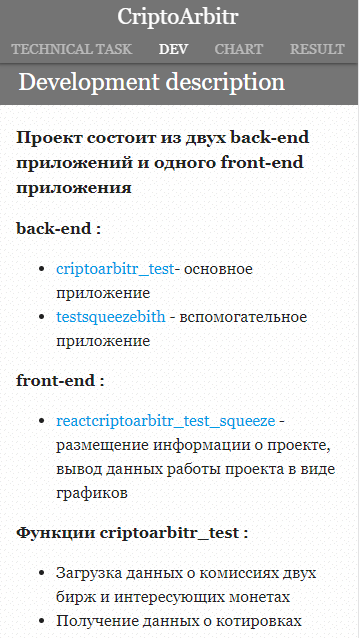 CriptoArbitr
TECHNICAL TASK DEV CHART RESULT
Development description
Проект состоит из двух back-end
приложений и одного front-end
приложения
back-end :
criptoarbitr_test- основное
приложение
testsqueezebith - вспомогательное
приложение
front-end :
reactcriptoarbitr_test_squeeze -
размещение информации о проекте,
вывод данных работы проекта в виде
графиков
Функции criptoarbitr_test :
Загрузка данных о комиссиях двух
бирж и интересующих монетах
Получение данных о котировках